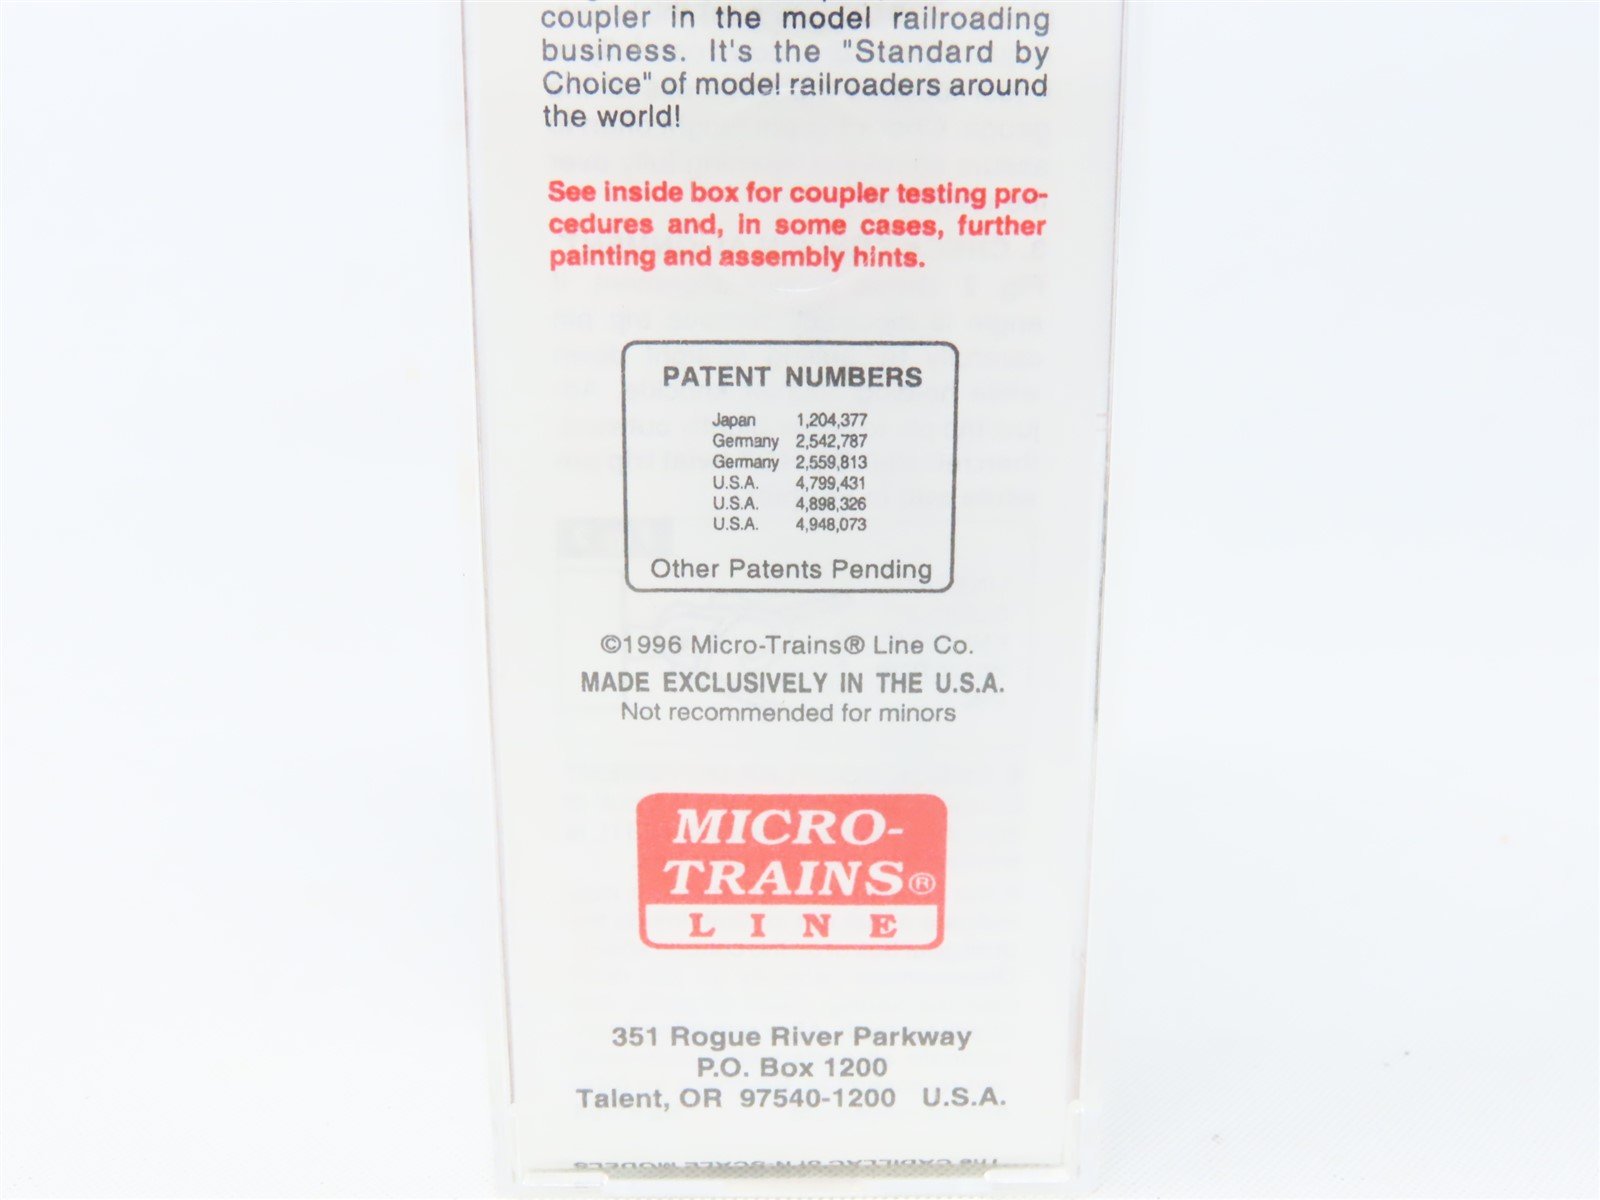 coupler in the model railroading
business. It's the "Standard by
Choice" of model railroaders around
the world!
See inside box for coupler testing pro-
cedures and, in some cases, further
painting and assembly hints.
PATENT NUMBERS
Japan 1,204,377
Germany 2,542,787
Germany 2,559,813
U.S.A. 4,799,431
U.S.A. 4,898,326
U.S.A. 4,948,073
Other Patents Pending
©1996 Micro-Trains® Line Co.
MADE EXCLUSIVELY IN THE U.S.A.
Not recommended for minors
MICRO-
TRAINS®
LINE
351 Rogue River Parkway
P.O. Box 1200
Talent, OR 97540-1200 U.S.A.